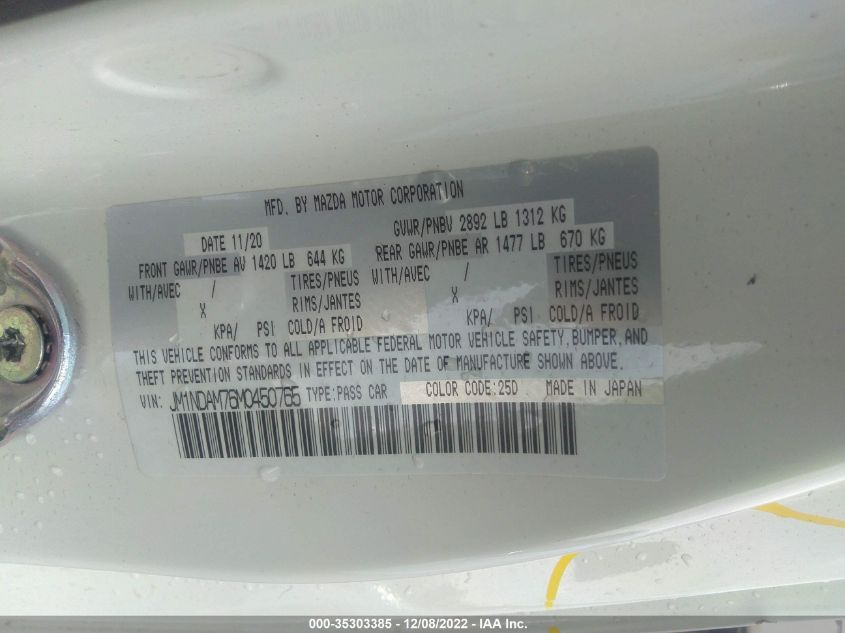 MFD. BY MAZDA MOTOR CORPORATION
DATE 11/20 GVWR/PNBV 2892 LB 1312 KG
FRONT GAWR/PNBE AV 1420 LB 644 KG REAR GAWR/PNBE AR 1477 LB 670 KG
WITH/AVEC / TIRES/PNEUS WITH/AVEC / TIRES/PNEUS
X RIMS/JANTES X RIMS/JANTES
KPA/ PSI COLD/A FROID KPA/ PSI COLD/A FROID
THIS VEHICLE CONFORMS TO ALL APPLICABLE FEDERAL MOTOR VEHICLE SAFETY, BUMPER, AND
THEFT PREVENTION STANDARDS IN EFFECT ON THE DATE OF MANUFACTURE SHOWN ABOVE.
VIN: JM1NDAM76M0450765 TYPE:PASS CAR COLOR CODE:25D MADE IN JAPAN
000-35303385 - 12/08/2022 - IAA Inc.